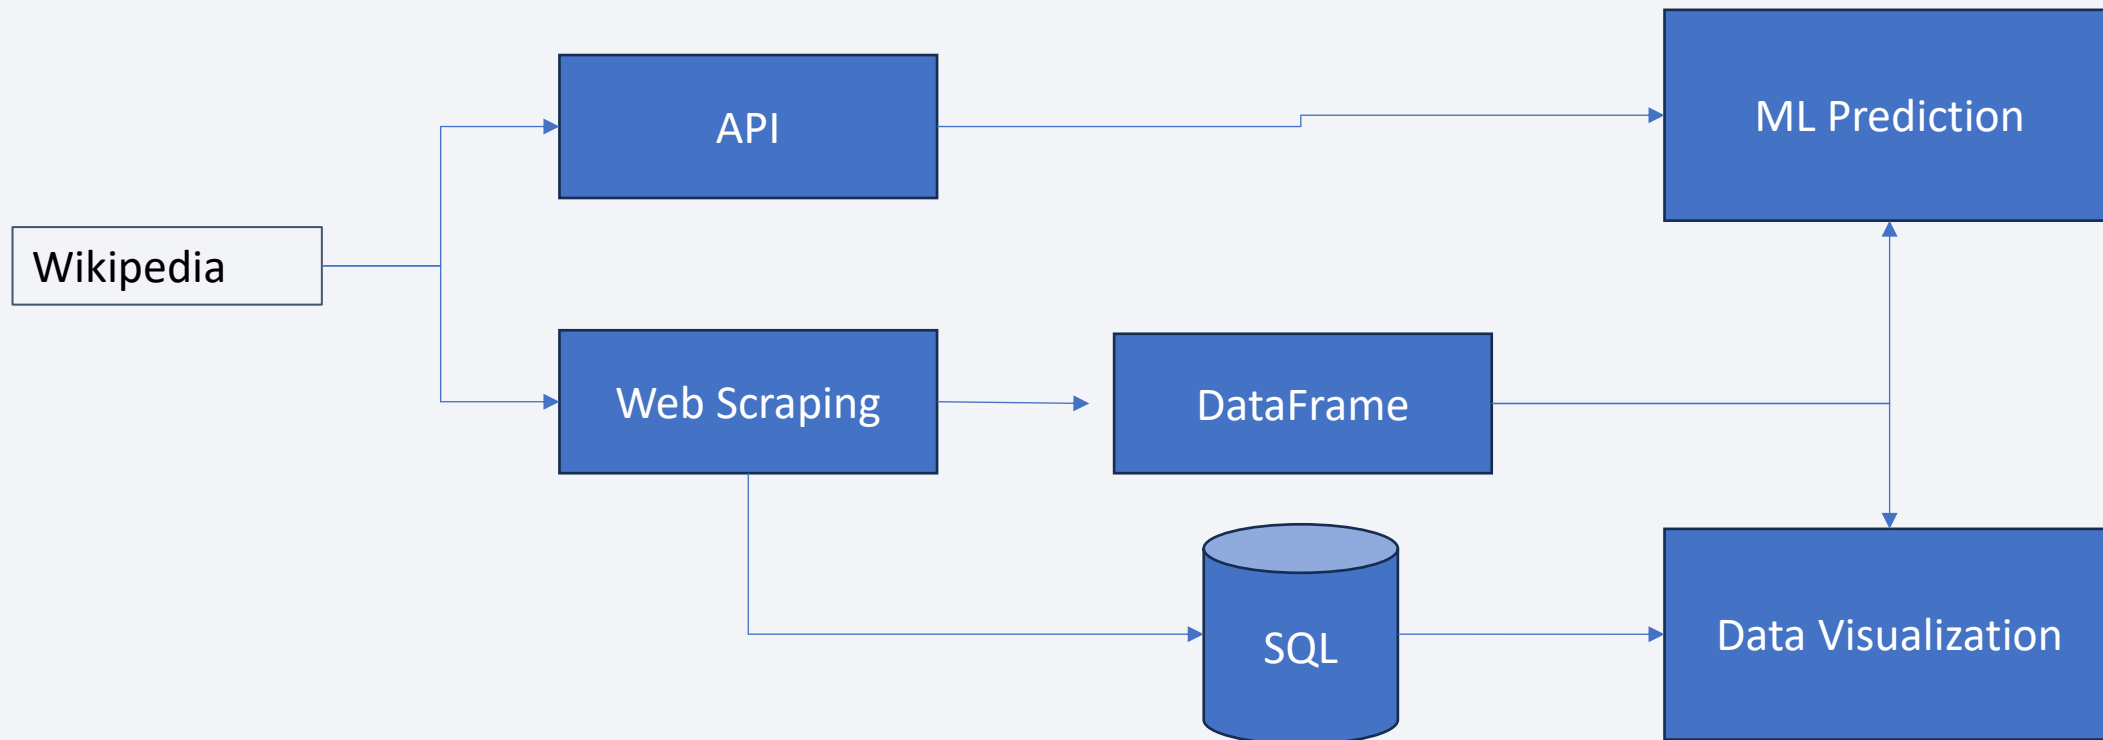 API
ML Prediction
Wikipedia
Web Scraping
DataFrame
SQL
Data Visualization